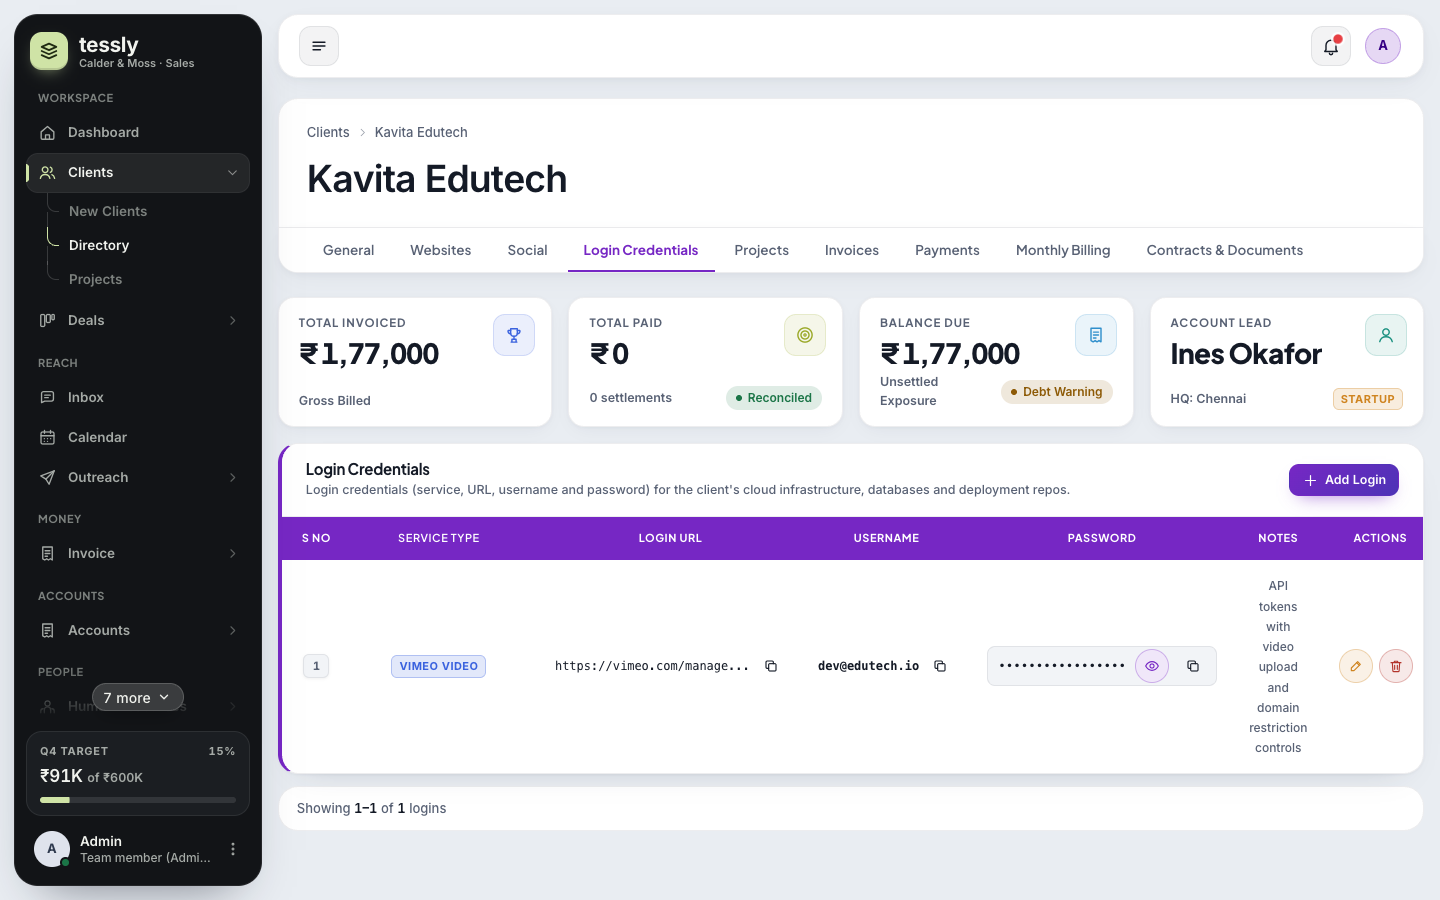 tessly
Calder & Moss · Sales
WORKSPACE
Dashboard
Clients
New Clients
Directory
Projects
Deals
REACH
Inbox
Calendar
Outreach
MONEY
Invoice
ACCOUNTS
Accounts
PEOPLE
7 more
Q4 TARGET 15%
₹91K of ₹600K
A
Admin
Team member (Admi...
A
Clients > Kavita Edutech
Kavita Edutech
General Websites Social Login Credentials Projects Invoices Payments Monthly Billing Contracts & Documents
TOTAL INVOICED
₹1,77,000
Gross Billed
TOTAL PAID
₹0
0 settlements
Reconciled
BALANCE DUE
₹1,77,000
Unsettled
Exposure
Debt Warning
ACCOUNT LEAD
Ines Okafor
HQ: Chennai
STARTUP
Login Credentials
Login credentials (service, URL, username and password) for the client's cloud infrastructure, databases and deployment repos.
Add Login
S NO SERVICE TYPE LOGIN URL USERNAME PASSWORD NOTES ACTIONS
1 VIMEO VIDEO https://vimeo.com/manage... dev@edutech.io •••••••••••••••••
API
tokens
with
video
upload
and
domain
restriction
controls
Showing 1–1 of 1 logins